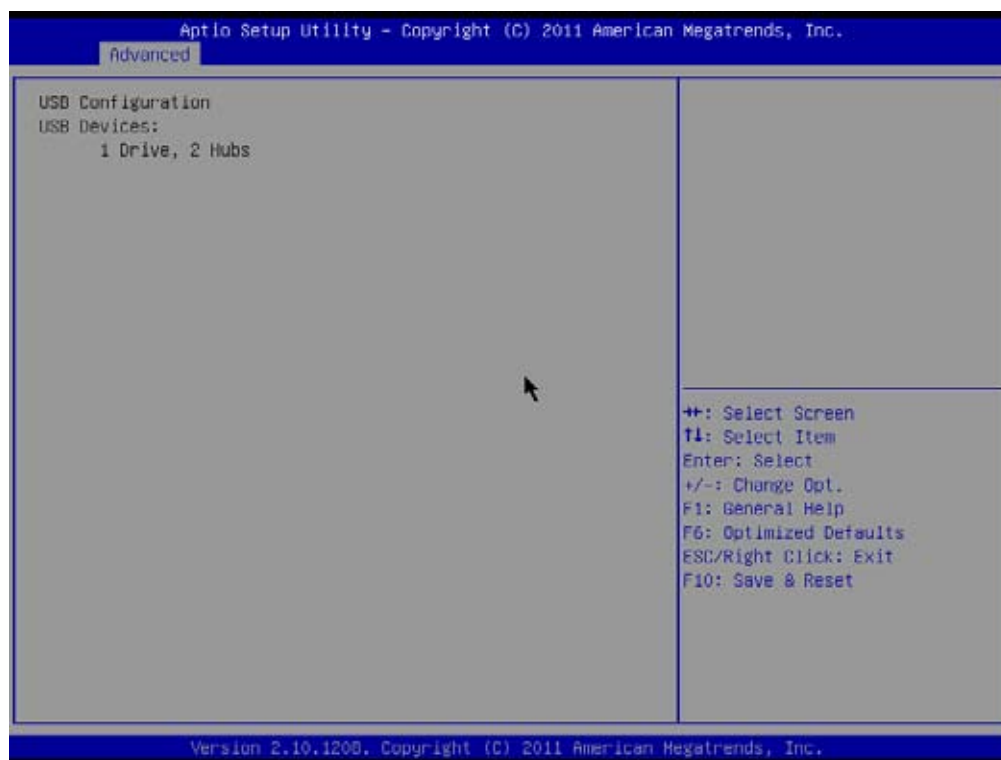 Aptio Setup Utility – Copyright (C) 2011 American Megatrends, Inc.
Advanced
USB Configuration
USB Devices:
1 Drive, 2 Hubs
→←: Select Screen
↑↓: Select Item
Enter: Select
+/-: Change Opt.
F1: General Help
F6: Optimized Defaults
ESC/Right Click: Exit
F10: Save & Reset
Version 2.10.1208. Copyright (C) 2011 American Megatrends, Inc.